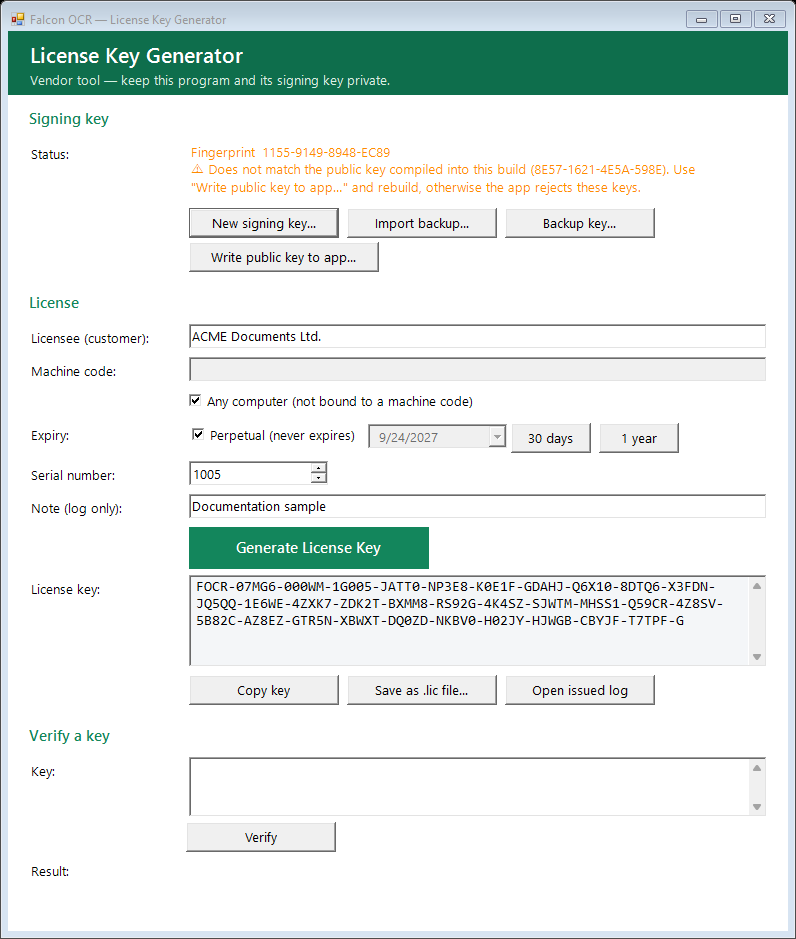 Falcon OCR — License Key Generator
License Key Generator
Vendor tool — keep this program and its signing key private.
Signing key
Status:
Fingerprint 1155-9149-8948-EC89
⚠ Does not match the public key compiled into this build (8E57-1621-4E5A-598E). Use
"Write public key to app..." and rebuild, otherwise the app rejects these keys.
New signing key...
Import backup...
Backup key...
Write public key to app...
License
Licensee (customer):
ACME Documents Ltd.
Machine code:
Any computer (not bound to a machine code)
Expiry:
Perpetual (never expires)
9/24/2027
30 days
1 year
Serial number:
1005
Note (log only):
Documentation sample
Generate License Key
License key:
FOCR-07MG6-000WM-1G005-JATT0-NP3E8-K0E1F-GDAHJ-Q6X10-8DTQ6-X3FDN-
JQ5QQ-1E6WE-4ZXK7-ZDK2T-BXMM8-RS92G-4K4SZ-SJWTM-MHSS1-Q59CR-4Z8SV-
5B82C-AZ8EZ-GTR5N-XBWXT-DQ0ZD-NKBV0-H02JY-HJWGB-CBYJF-T7TPF-G
Copy key
Save as .lic file...
Open issued log
Verify a key
Key:
Verify
Result: